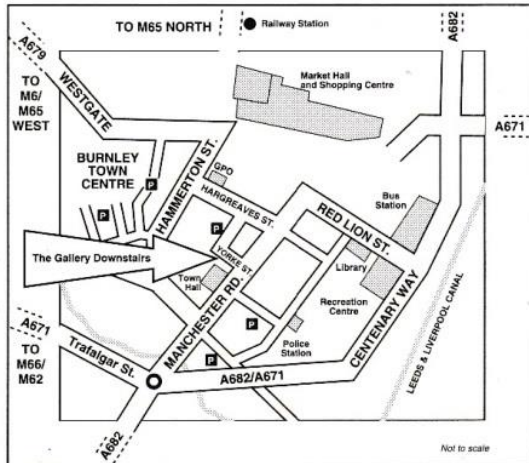 TO M65 NORTH
Railway Station
A682
A679
TO
M6/
M65
WEST
WESTGATE
Market Hall
and Shopping Centre
A671
BURNLEY
TOWN
CENTRE
P
P
HAMMERTON ST.
GPO
HARGREAVES ST.
P
RED LION ST.
Bus
Station
The Gallery Downstairs
YORKE ST.
Town
Hall
MANCHESTER RD.
Library
Recreation
Centre
CENTENARY WAY
LEEDS & LIVERPOOL CANAL
A671
TO
M66/
M62
Trafalgar St.
P
P
Police
Station
A682/A671
A682
Not to scale